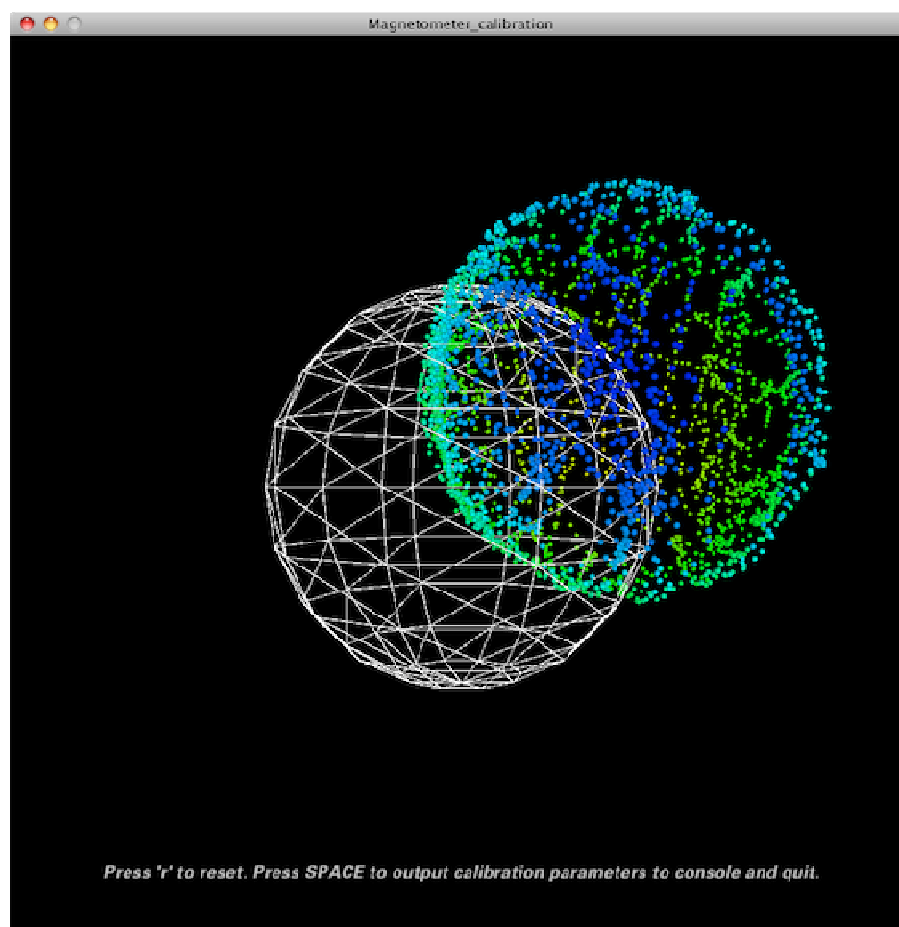 Magnetometer_calibration
Press 'r' to reset. Press SPACE to output calibration parameters to console and quit.